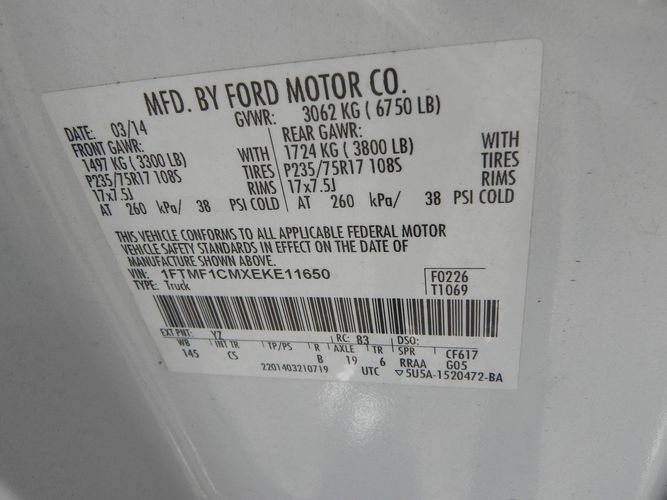 MFD. BY FORD MOTOR CO.
DATE: 03/14 GVWR: 3062 KG ( 6750 LB)
FRONT GAWR: REAR GAWR:
1497 KG ( 3300 LB) WITH 1724 KG ( 3800 LB) WITH
P235/75R17 108S TIRES P235/75R17 108S TIRES
17x7.5J RIMS 17x7.5J RIMS
AT 260 kPa/ 38 PSI COLD AT 260 kPa/ 38 PSI COLD
THIS VEHICLE CONFORMS TO ALL APPLICABLE FEDERAL MOTOR
VEHICLE SAFETY STANDARDS IN EFFECT ON THE DATE OF
MANUFACTURE SHOWN ABOVE.
VIN: 1FTMF1CMXEKE11650 F0226
TYPE: Truck T1069
EXT PNT: YZ RC: 83 DSO:
WB INT TR TP/PS R AXLE TR SPR CF617
145 CS B 19 6 RRAA G05
2201403210719 UTC ▽5U5A-1520472-BA